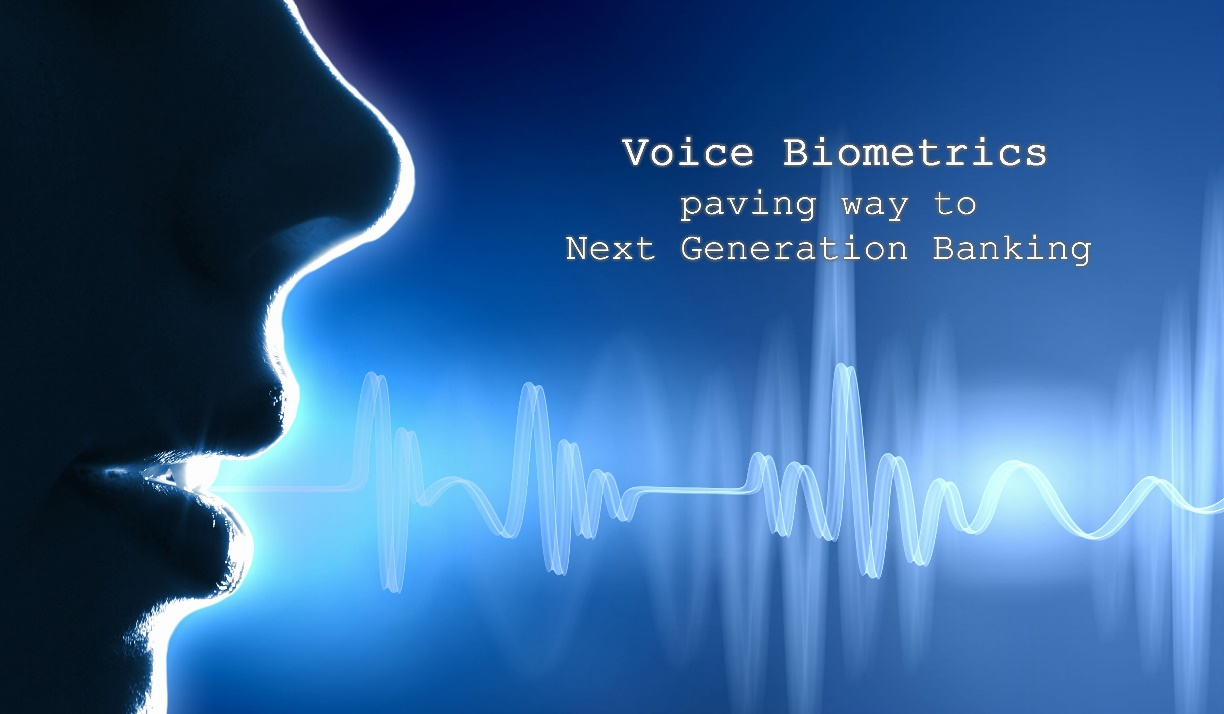 Voice Biometrics
paving way to
Next Generation Banking